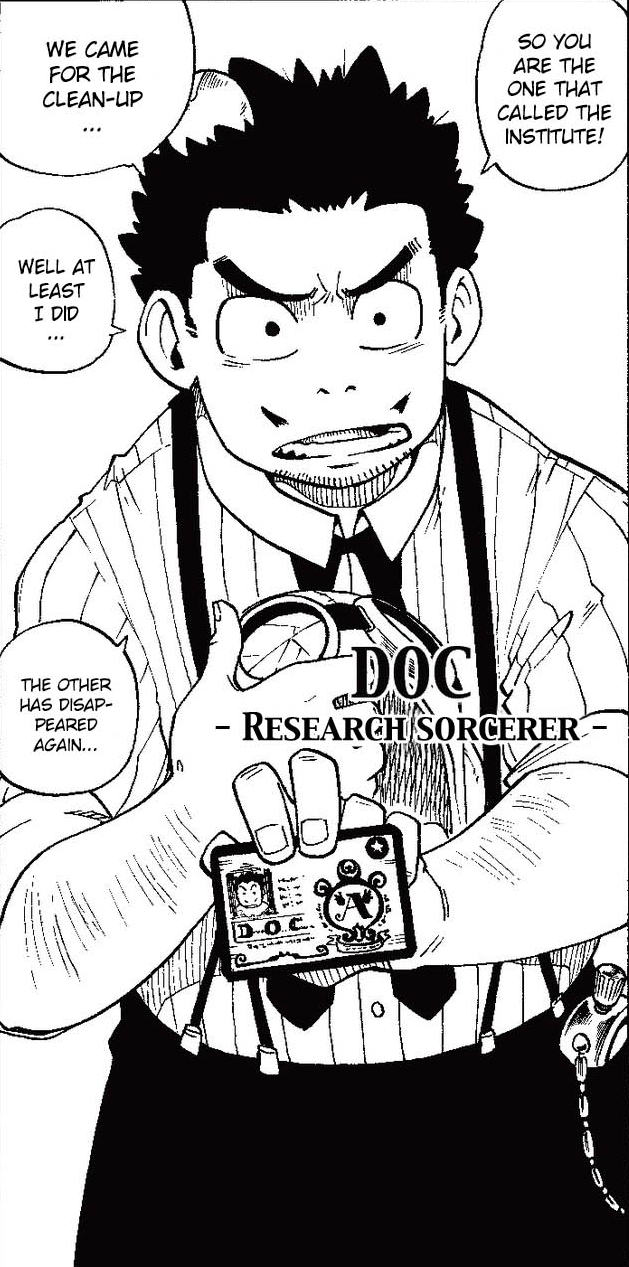 SO YOU
ARE THE
ONE THAT
CALLED THE
INSTITUTE!
WE CAME
FOR THE
CLEAN-UP
...
WELL AT
LEAST
I DID
...
THE OTHER
HAS DISAP-
PEARED
AGAIN...
DOC
- RESEARCH SORCERER -
D.O.C.
A